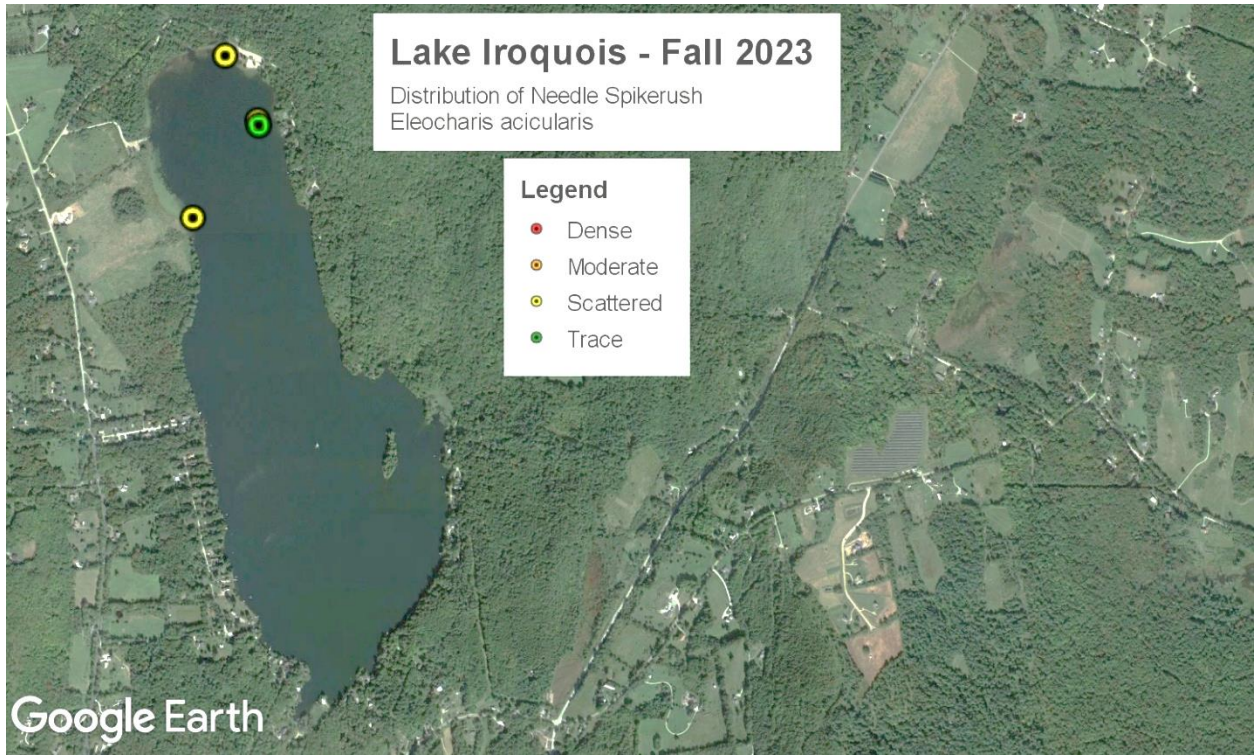 Lake Iroquois - Fall 2023
Distribution of Needle Spikerush
Eleocharis acicularis
Legend
Dense
Moderate
Scattered
Trace
Google Earth